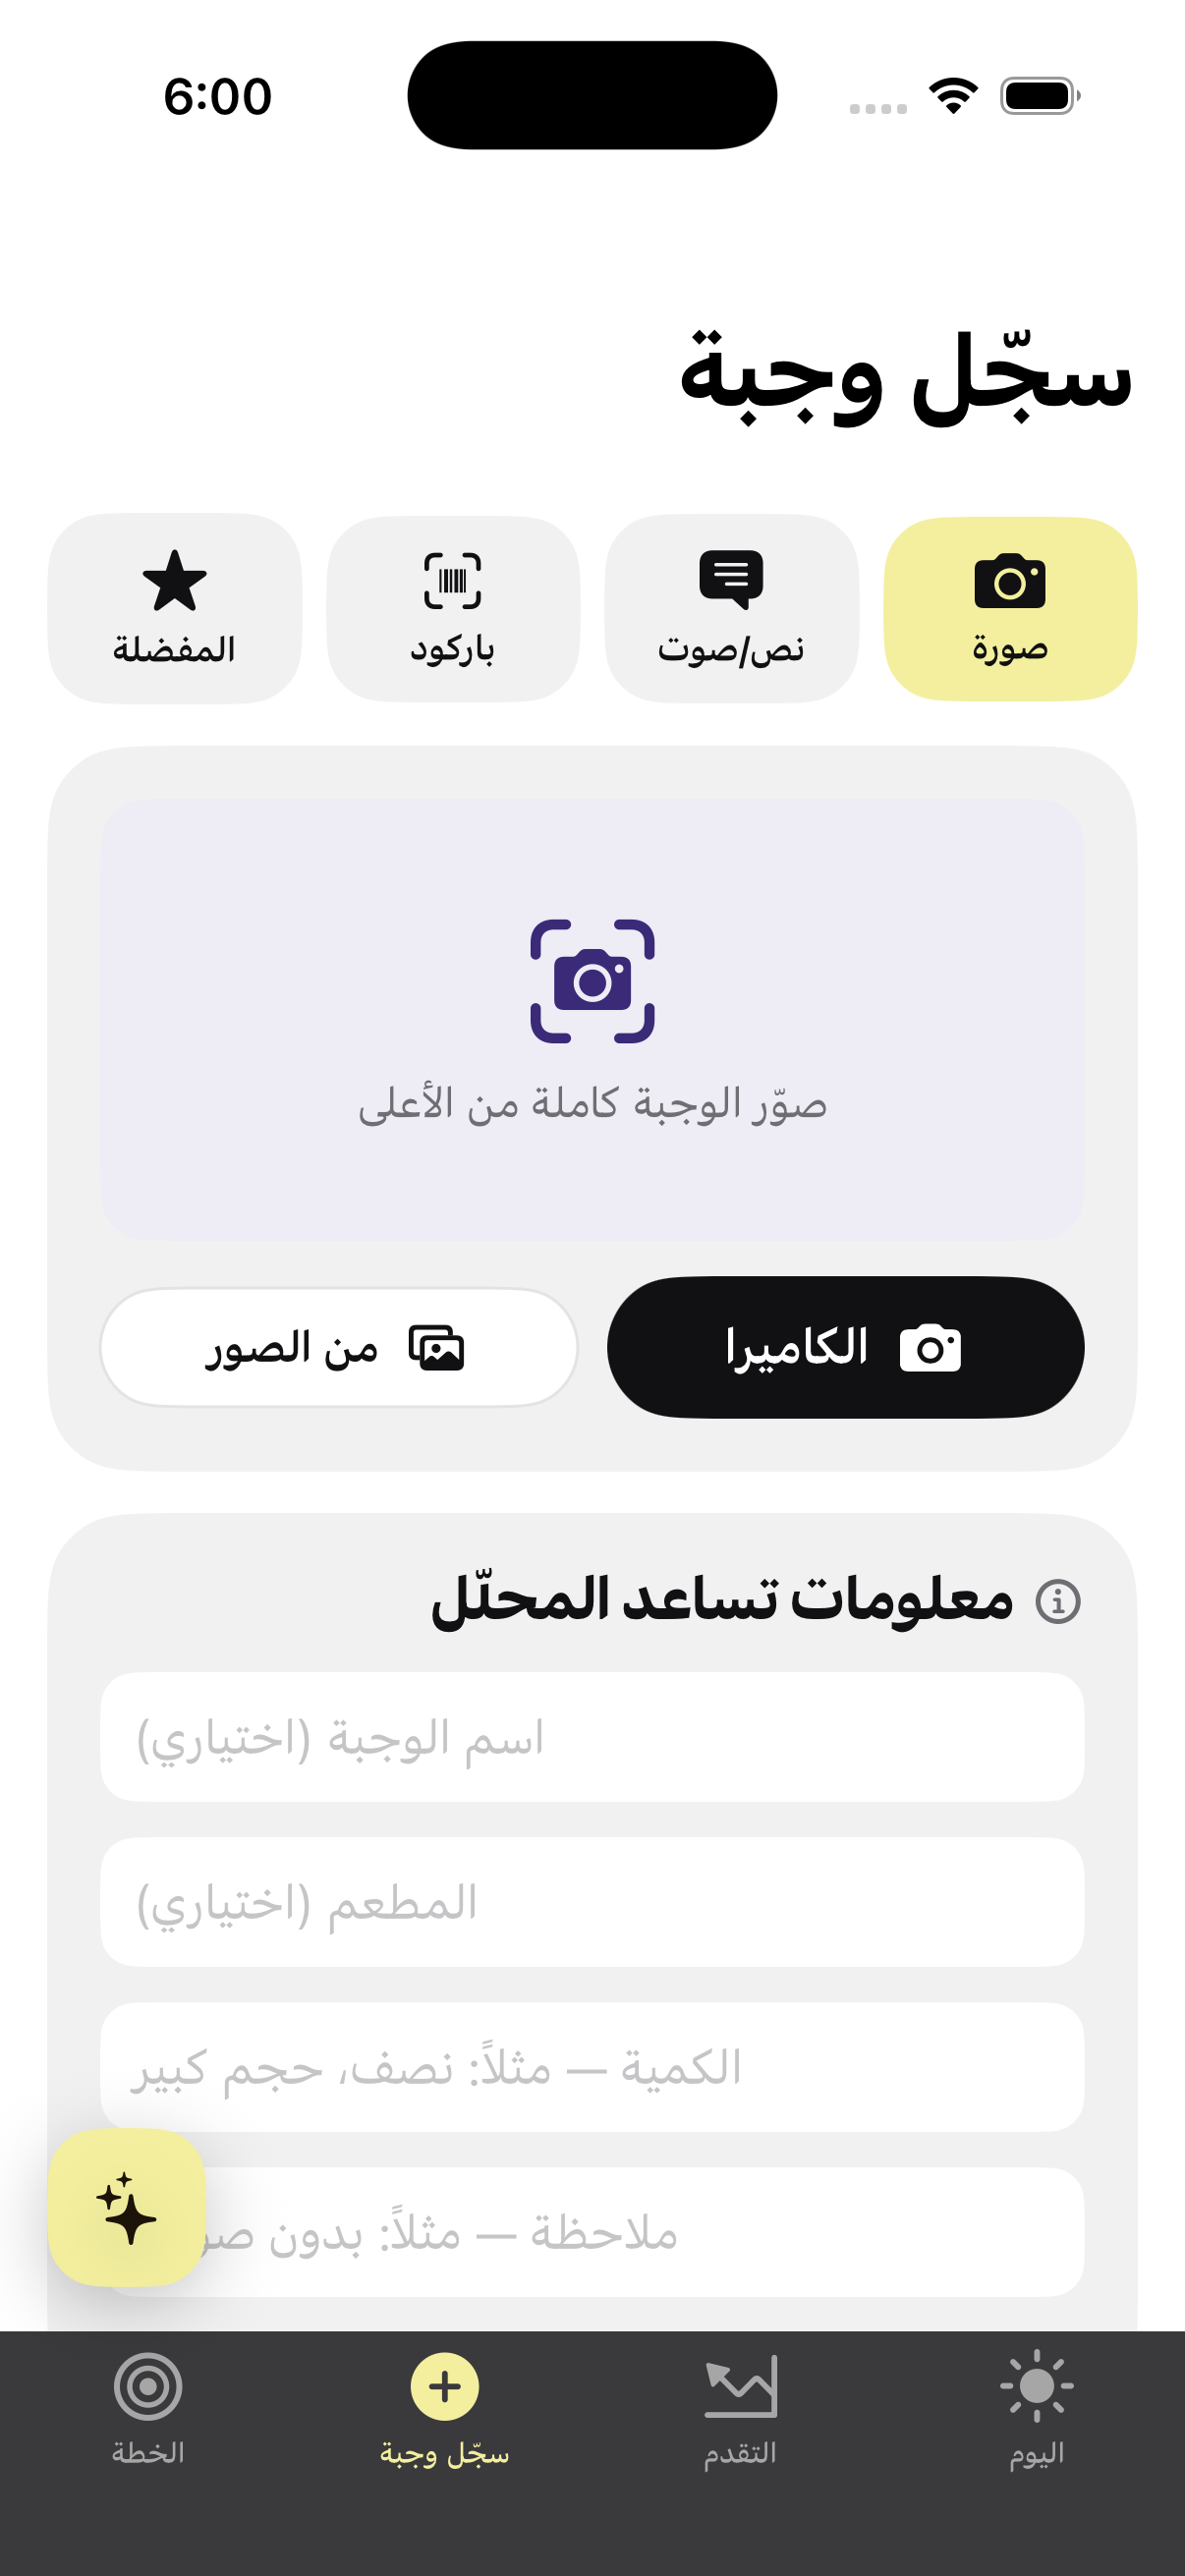 6:00
سجّل وجبة
صورة
نص/صوت
باركود
المفضلة
صوّر الوجبة كاملة من الأعلى
الكاميرا
من الصور
معلومات تساعد المحلّل
اسم الوجبة (اختياري)
المطعم (اختياري)
الكمية — مثلاً: نصف، حجم كبير
ملاحظة — مثلاً: بدون
اليوم
التقدم
سجّل وجبة
الخطة